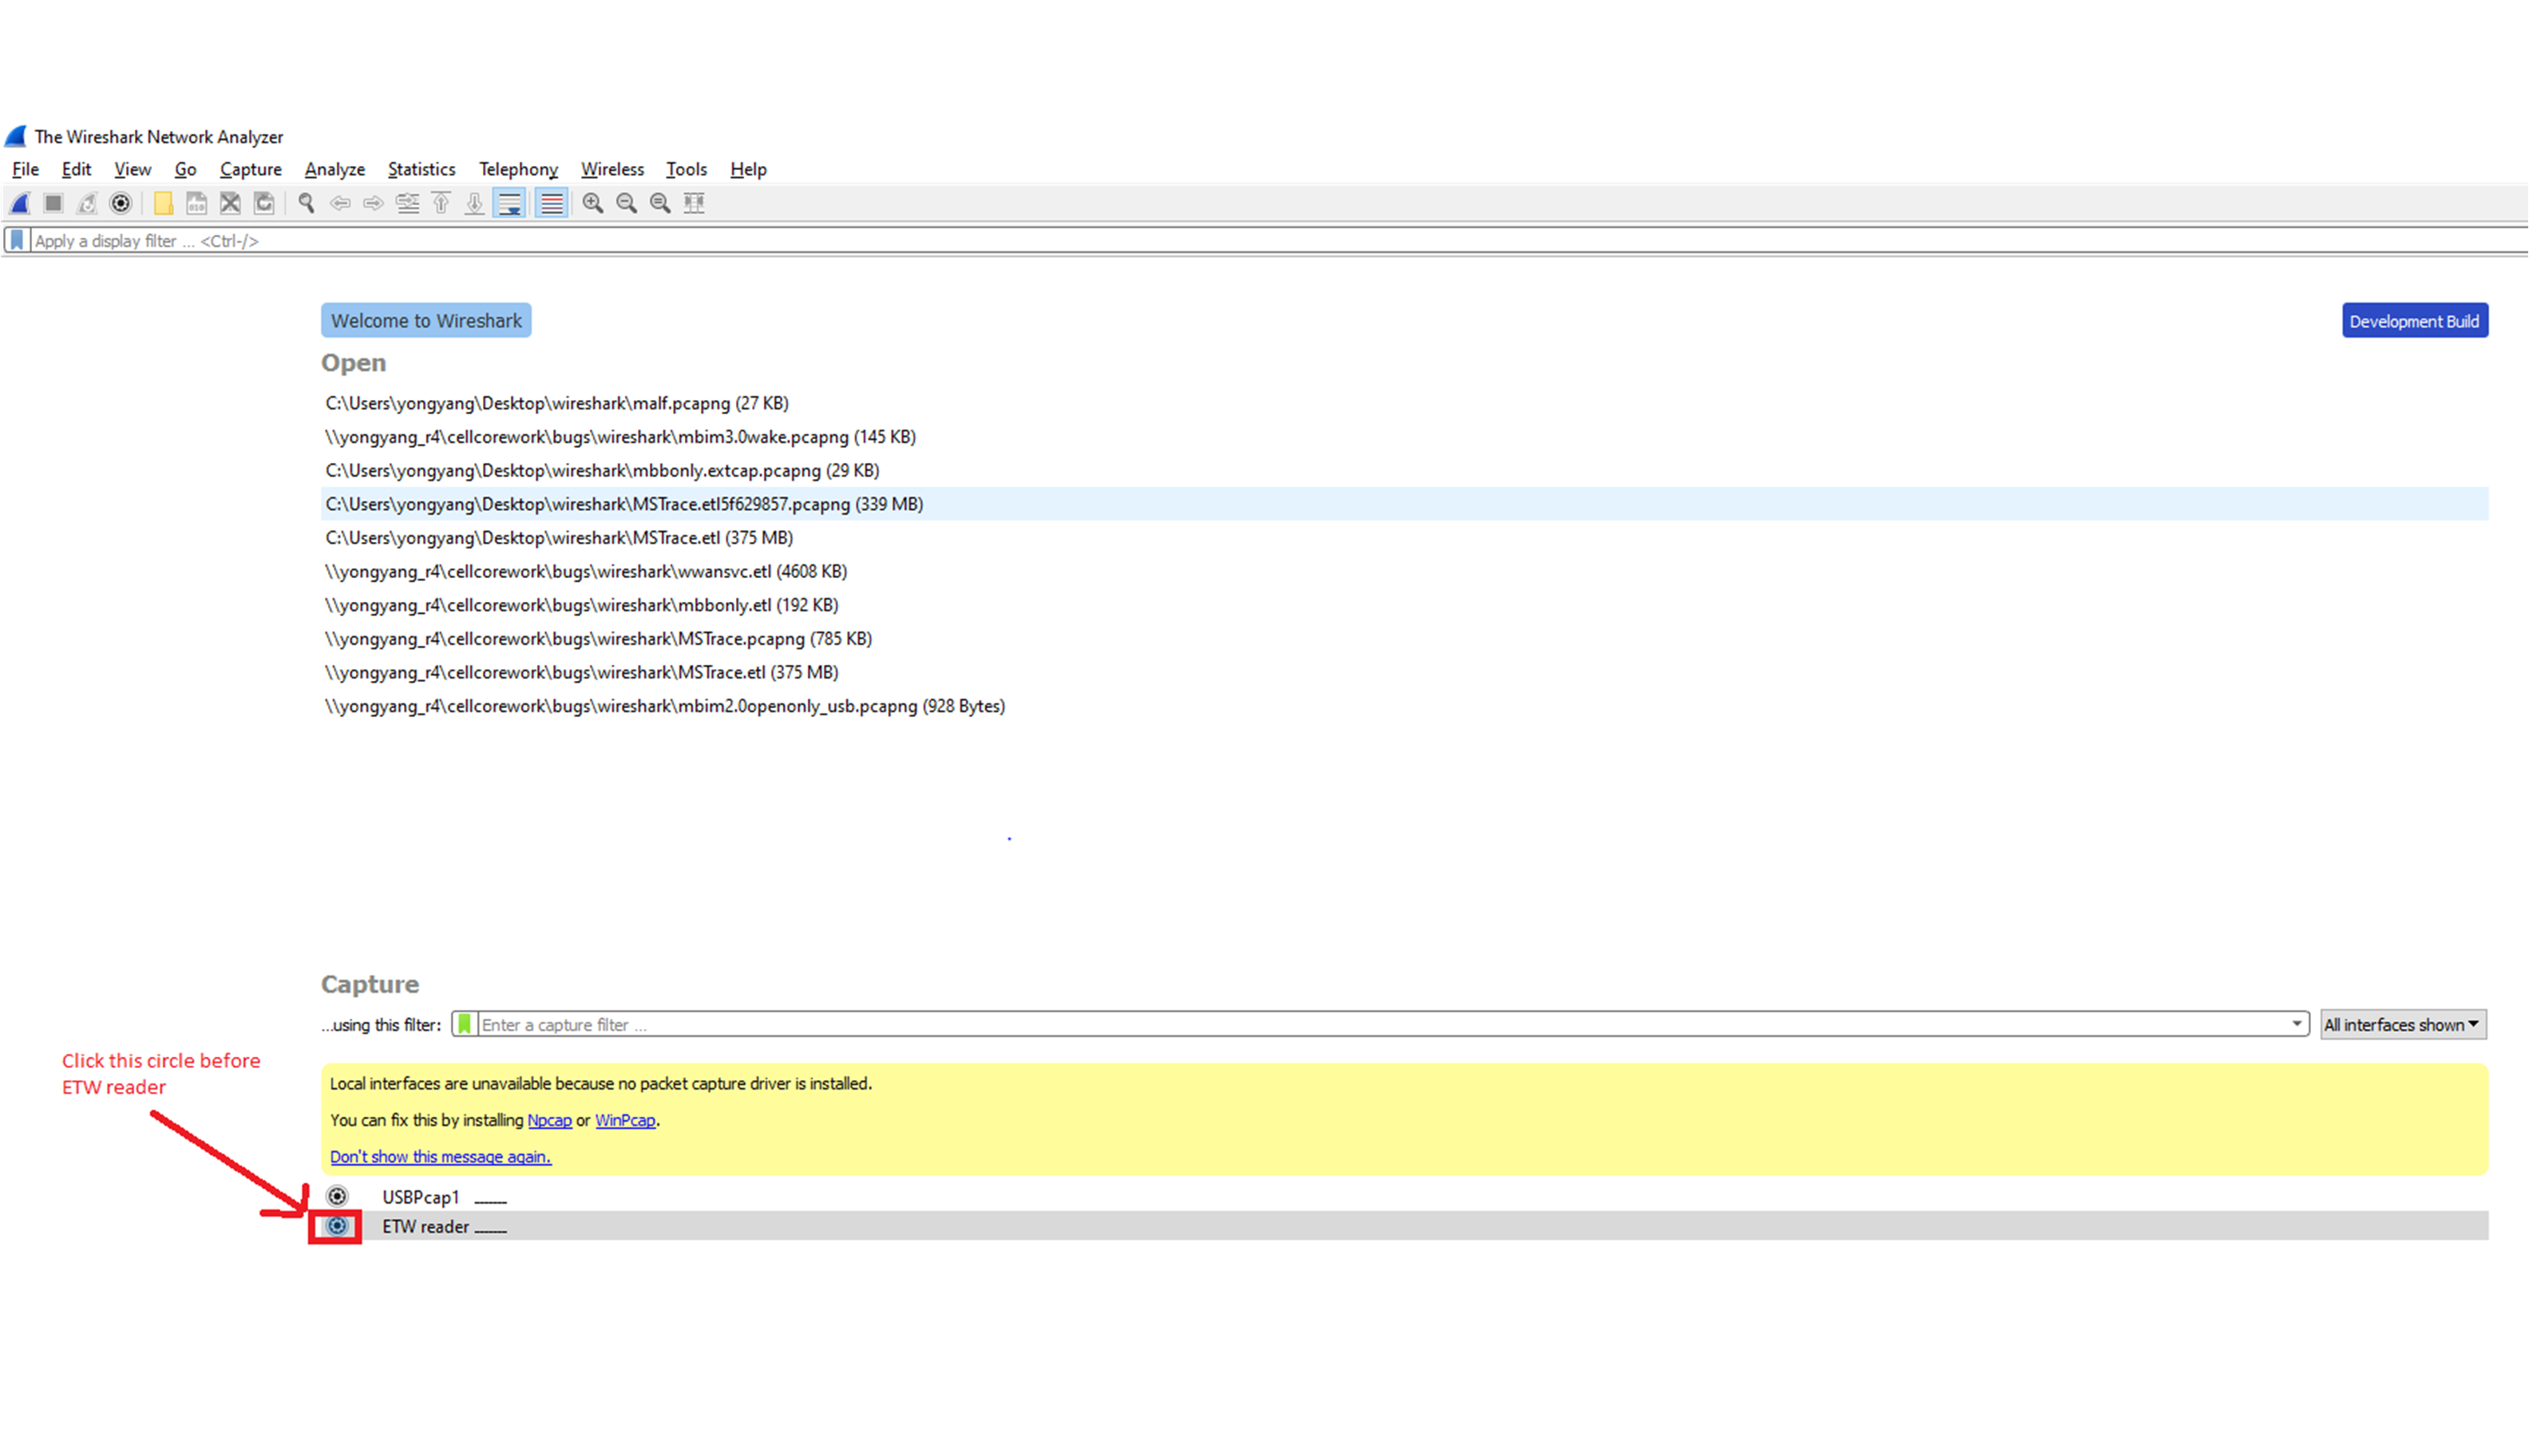 The Wireshark Network Analyzer
File Edit View Go Capture Analyze Statistics Telephony Wireless Tools Help
Apply a display filter ... <Ctrl-/>
Welcome to Wireshark
Development Build
Open
C:\Users\yongyang\Desktop\wireshark\malf.pcapng (27 KB)
\\yongyang_r4\cellcorework\bugs\wireshark\mbim3.0wake.pcapng (145 KB)
C:\Users\yongyang\Desktop\wireshark\mbbonly.extcap.pcapng (29 KB)
C:\Users\yongyang\Desktop\wireshark\MSTrace.etl5f629857.pcapng (339 MB)
C:\Users\yongyang\Desktop\wireshark\MSTrace.etl (375 MB)
\\yongyang_r4\cellcorework\bugs\wireshark\wwansvc.etl (4608 KB)
\\yongyang_r4\cellcorework\bugs\wireshark\mbbonly.etl (192 KB)
\\yongyang_r4\cellcorework\bugs\wireshark\MSTrace.pcapng (785 KB)
\\yongyang_r4\cellcorework\bugs\wireshark\MSTrace.etl (375 MB)
\\yongyang_r4\cellcorework\bugs\wireshark\mbim2.0openonly_usb.pcapng (928 Bytes)
Capture
...using this filter: Enter a capture filter ... All interfaces shown
Click this circle before
ETW reader
Local interfaces are unavailable because no packet capture driver is installed.
You can fix this by installing Npcap or WinPcap.
Don't show this message again.
USBPcap1
ETW reader